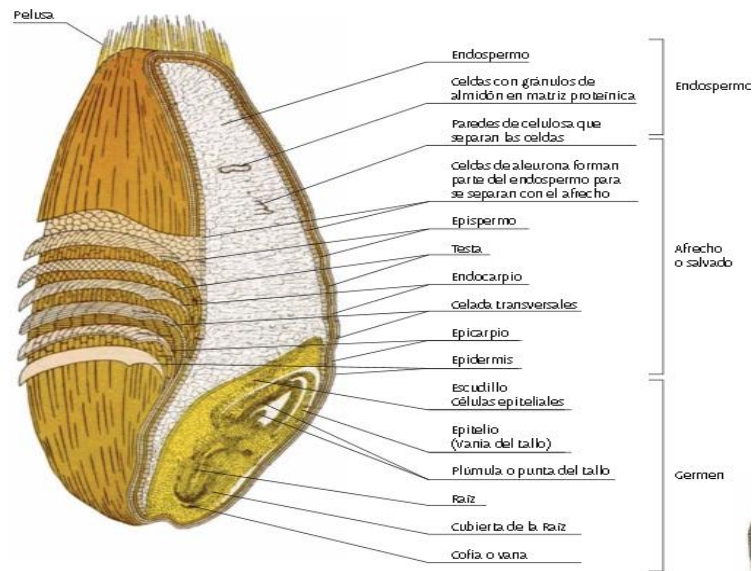 Pelusa
Endospermo
Celdas con gránulos de
almidón en matriz proteínica
Paredes de celulosa que
separan las celdas
Celdas de aleurona forman
parte del endospermo para
se separan con el afrecho
Epispermo
Testa
Endocarpio
Celada transversales
Epicarpio
Epidermis
Escudillo
Células epiteliales
Epitelio
(Vania del tallo)
Plúmula o punta del tallo
Raíz
Cubierta de la Raíz
Cofia o vana
Endospermo
Afrecho
o salvado
Germen